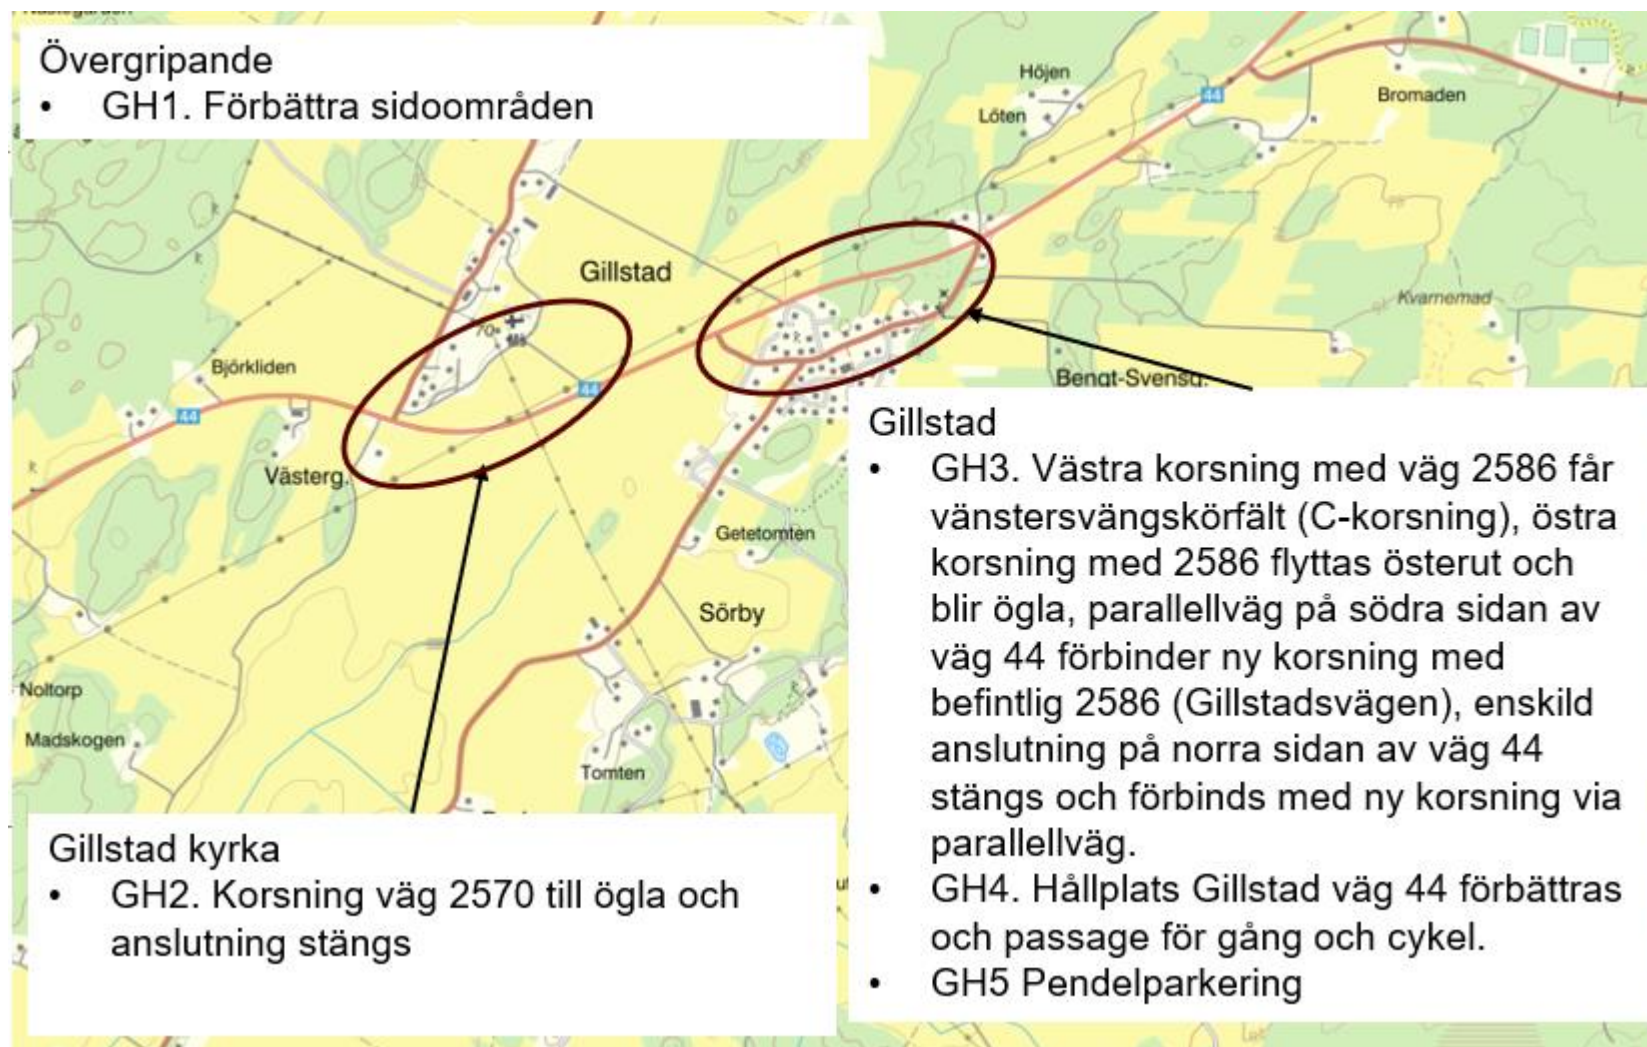 Övergripande
• GH1. Förbättra sidoområden
Höjen
Löten
44
Bromaden
Gillstad
70
Kvarnemad
Björkliden
44
44
Bengt-Svensg.
Västerg.
Getetomten
Sörby
Noltorp
Madskogen
Tomten
Gillstad
• GH3. Västra korsning med väg 2586 får
vänstersvängskörfält (C-korsning), östra
korsning med 2586 flyttas österut och
blir ögla, parallellväg på södra sidan av
väg 44 förbinder ny korsning med
befintlig 2586 (Gillstadsvägen), enskild
anslutning på norra sidan av väg 44
stängs och förbinds med ny korsning via
parallellväg.
• GH4. Hållplats Gillstad väg 44 förbättras
och passage för gång och cykel.
• GH5 Pendelparkering
Gillstad kyrka
• GH2. Korsning väg 2570 till ögla och
anslutning stängs